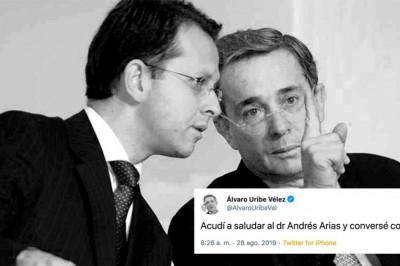 Álvaro Uribe Vélez
@AlvaroUribeVel
Acudí a saludar al dr Andrés Arias y conversé co
8:26 a. m. · 28 ago. 2019 · Twitter for iPhone